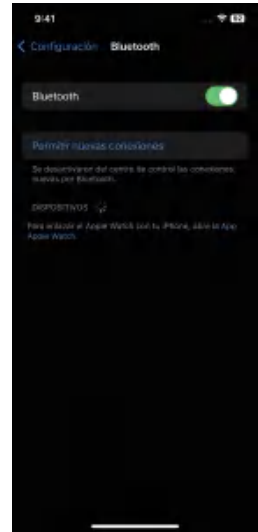 9:41
Configuración Bluetooth
Bluetooth
Permitir nuevas conexiones
Se desactivaron del centro de control las conexiones
nuevas por Bluetooth.
DISPOSITIVOS
Para enlazar el Apple Watch con tu iPhone, abre la App
Apple Watch.